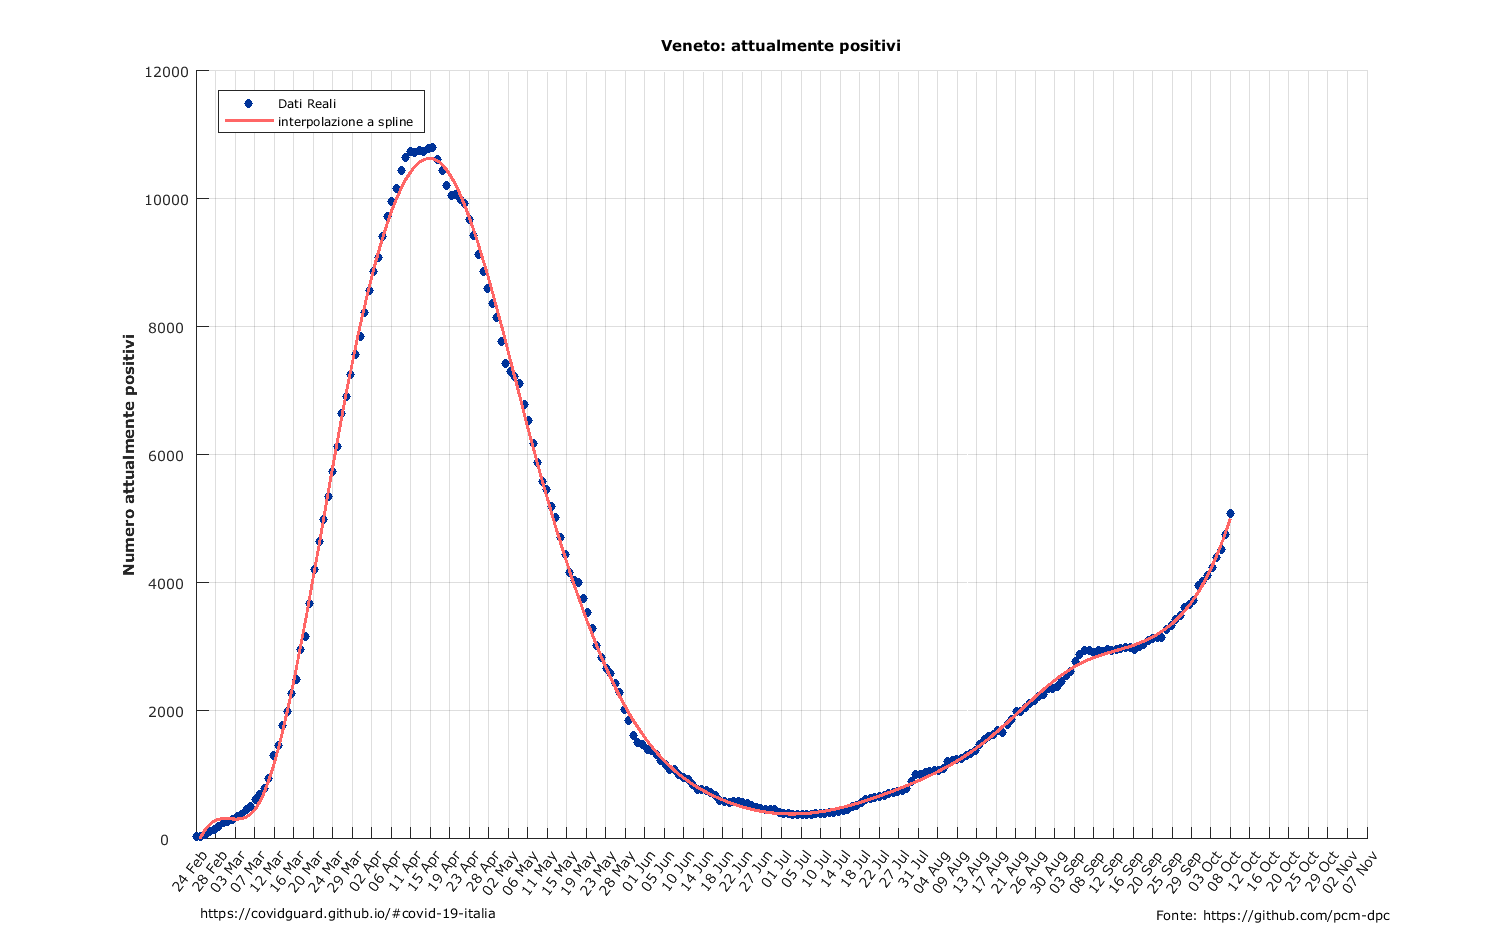 Veneto: attualmente positivi
12000
10000
8000
6000
4000
2000
0
Numero attualmente positivi
Dati Reali
interpolazione a spline
24 Feb
28 Feb
03 Mar
07 Mar
12 Mar
16 Mar
20 Mar
24 Mar
29 Mar
02 Apr
06 Apr
11 Apr
15 Apr
19 Apr
23 Apr
28 Apr
02 May
06 May
11 May
15 May
19 May
23 May
28 May
01 Jun
05 Jun
10 Jun
14 Jun
18 Jun
22 Jun
27 Jun
01 Jul
05 Jul
10 Jul
14 Jul
18 Jul
22 Jul
27 Jul
31 Jul
04 Aug
09 Aug
13 Aug
17 Aug
21 Aug
26 Aug
30 Aug
03 Sep
08 Sep
12 Sep
16 Sep
20 Sep
25 Sep
29 Sep
03 Oct
08 Oct
12 Oct
16 Oct
20 Oct
25 Oct
29 Oct
02 Nov
07 Nov
https://covidguard.github.io/#covid-19-italia
Fonte: https://github.com/pcm-dpc